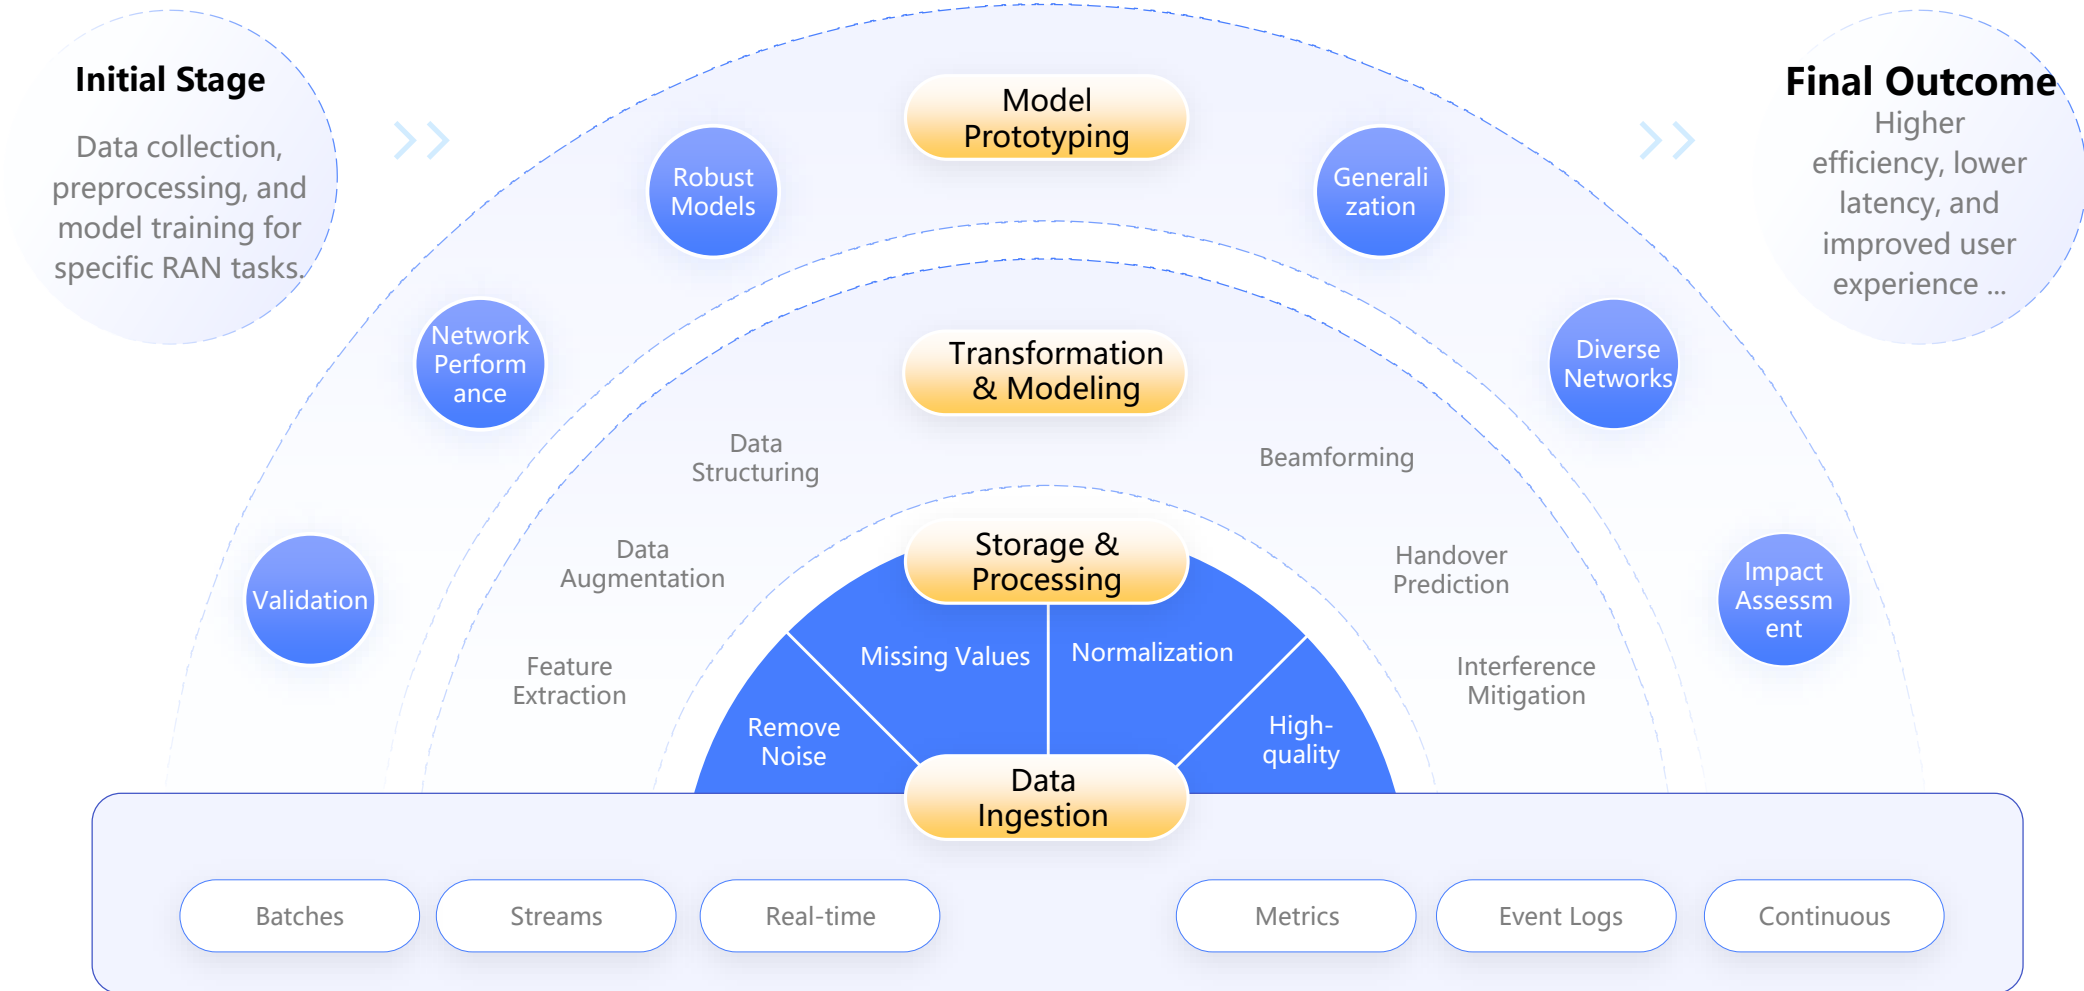 Initial Stage
Data collection,
preprocessing, and
model training for
specific RAN tasks.
Final Outcome
Higher
efficiency, lower
latency, and
improved user
experience ...
Model
Prototyping
Robust
Models
Generali
zation
Network
Perform
ance
Diverse
Networks
Validation
Impact
Assessm
ent
Transformation
& Modeling
Data
Structuring
Beamforming
Data
Augmentation
Handover
Prediction
Feature
Extraction
Interference
Mitigation
Storage &
Processing
Missing Values
Normalization
Remove
Noise
High-
quality
Data
Ingestion
Batches
Streams
Real-time
Metrics
Event Logs
Continuous